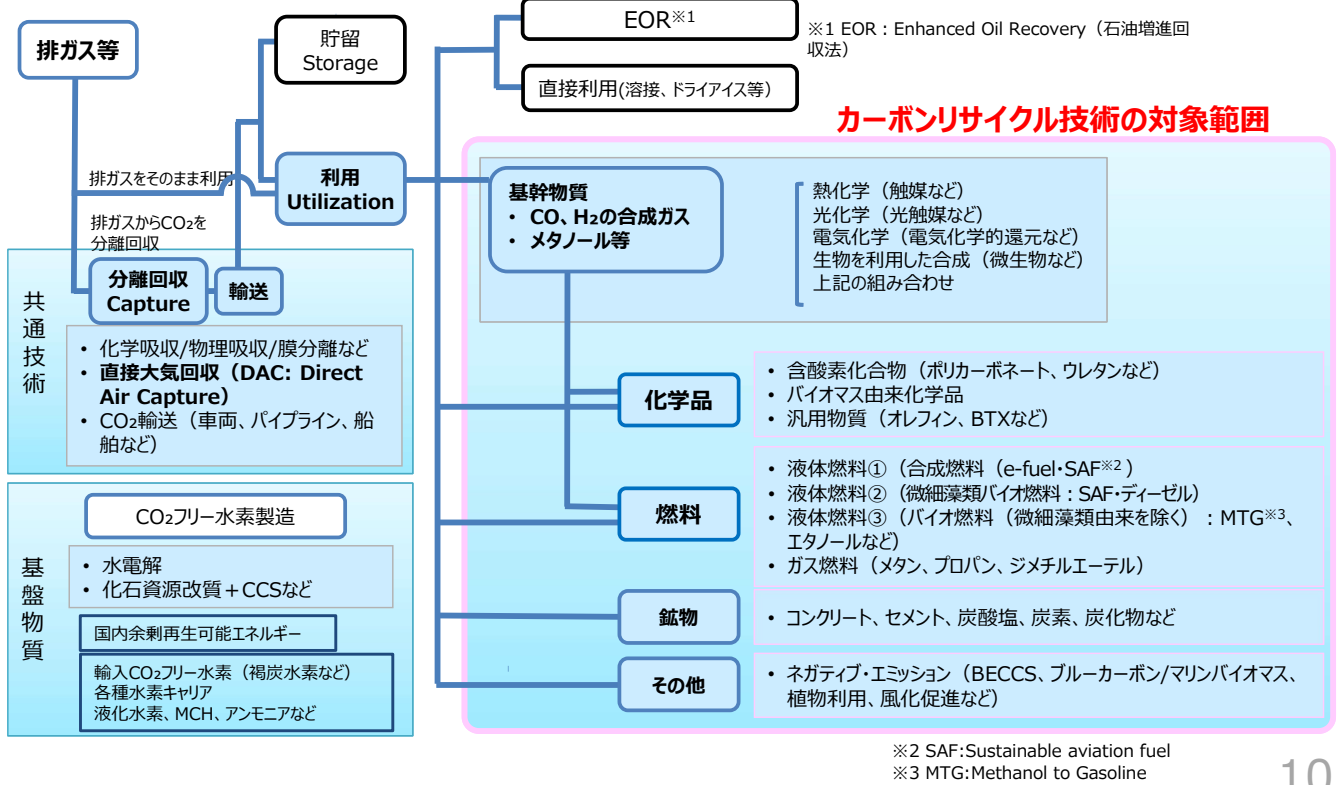 排ガス等
貯留
Storage
EOR※1
※1 EOR：Enhanced Oil Recovery（石油増進回
収法）
直接利用(溶接、ドライアイス等）
カーボンリサイクル技術の対象範囲
排ガスをそのまま利用
利用
Utilization
排ガスからCO₂を
分離回収
基幹物質
• CO、H₂の合成ガス
• メタノール等
熱化学（触媒など）
光化学（光触媒など）
電気化学（電気化学的還元など）
生物を利用した合成（微生物など）
上記の組み合わせ
共通技術
分離回収
Capture
輸送
• 化学吸収/物理吸収/膜分離など
• 直接大気回収（DAC: Direct
Air Capture）
• CO₂輸送（車両、パイプライン、船
舶など）
化学品
• 含酸素化合物（ポリカーボネート、ウレタンなど）
• バイオマス由来化学品
• 汎用物質（オレフィン、BTXなど）
燃料
• 液体燃料①（合成燃料（e-fuel・SAF※2 ）
• 液体燃料②（微細藻類バイオ燃料：SAF・ディーゼル）
• 液体燃料③（バイオ燃料（微細藻類由来を除く）：MTG※3、
エタノールなど）
• ガス燃料（メタン、プロパン、ジメチルエーテル）
鉱物
• コンクリート、セメント、炭酸塩、炭素、炭化物など
その他
• ネガティブ・エミッション（BECCS、ブルーカーボン/マリンバイオマス、
植物利用、風化促進など）
基盤物質
CO₂フリー水素製造
• 水電解
• 化石資源改質＋CCSなど
国内余剰再生可能エネルギー
輸入CO₂フリー水素（褐炭水素など）
各種水素キャリア
液化水素、MCH、アンモニアなど
※2 SAF:Sustainable aviation fuel
※3 MTG:Methanol to Gasoline
10